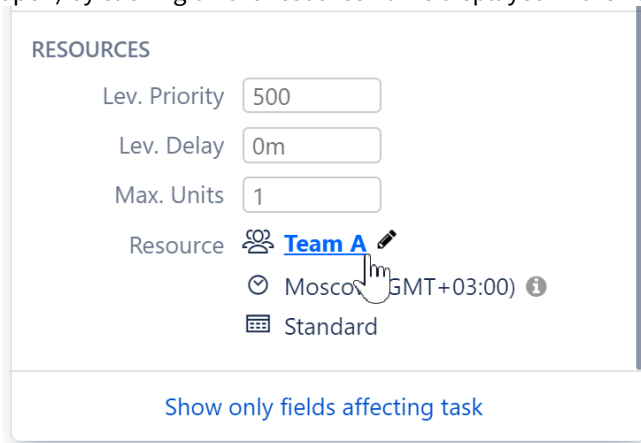 RESOURCES
Lev. Priority 500
Lev. Delay 0m
Max. Units 1
Resource Team A
GMT+03:00)
Standard
Show only fields affecting task